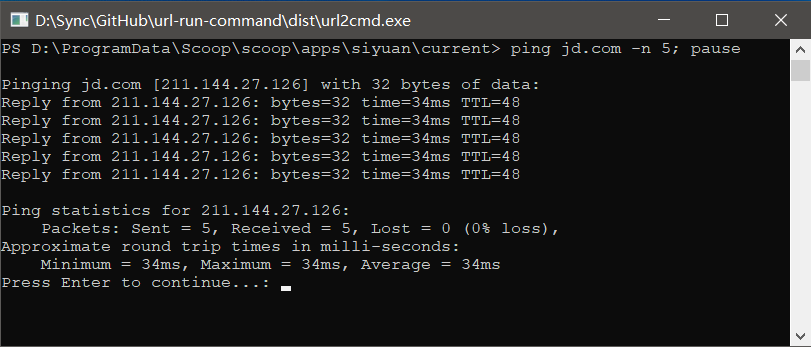 D:\Sync\GitHub\url-run-command\dist\url2cmd.exe
PS D:\ProgramData\Scoop\scoop\apps\siyuan\current> ping jd.com -n 5; pause
Pinging jd.com [211.144.27.126] with 32 bytes of data:
Reply from 211.144.27.126: bytes=32 time=34ms TTL=48
Reply from 211.144.27.126: bytes=32 time=34ms TTL=48
Reply from 211.144.27.126: bytes=32 time=34ms TTL=48
Reply from 211.144.27.126: bytes=32 time=34ms TTL=48
Reply from 211.144.27.126: bytes=32 time=34ms TTL=48
Ping statistics for 211.144.27.126:
    Packets: Sent = 5, Received = 5, Lost = 0 (0% loss),
Approximate round trip times in milli-seconds:
    Minimum = 34ms, Maximum = 34ms, Average = 34ms
Press Enter to continue...: